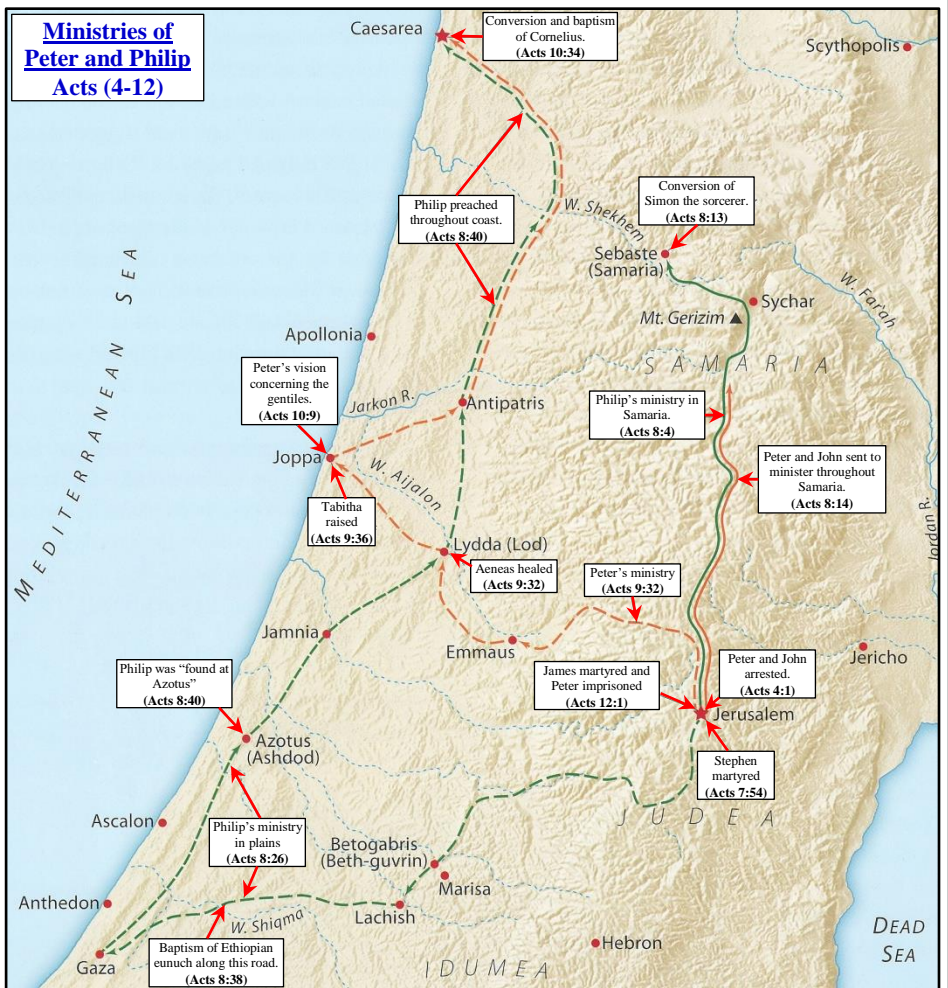 Ministries of
Peter and Philip
Acts (4-12)
Caesarea
Conversion and baptism
of Cornelius.
(Acts 10:34)
Scythopolis
Philip preached
throughout coast.
(Acts 8:40)
Conversion of
Simon the sorcerer.
(Acts 8:13)
W. Shekhem
Sebaste
(Samaria)
W. Far'ah
Sychar
Mt. Gerizim
MEDITERRANEAN SEA
Apollonia
SAMARIA
Peter's vision
concerning the
gentiles.
(Acts 10:9)
Jarkon R.
Antipatris
Philip's ministry in
Samaria.
(Acts 8:4)
Joppa
W. Aijalon
Peter and John sent to
minister throughout
Samaria.
(Acts 8:14)
Jordan R.
Tabitha
raised
(Acts 9:36)
Lydda (Lod)
Aeneas healed
(Acts 9:32)
Peter's ministry
(Acts 9:32)
Jamnia
Emmaus
Jericho
Philip was "found at
Azotus"
(Acts 8:40)
James martyred and
Peter imprisoned
(Acts 12:1)
Peter and John
arrested.
(Acts 4:1)
Jerusalem
Azotus
(Ashdod)
Stephen
martyred
(Acts 7:54)
JUDEA
Ascalon
Philip's ministry
in plains
(Acts 8:26)
Betogabris
(Beth-guvrin)
Marisa
Anthedon
W. Shiqma
Lachish
DEAD
SEA
Gaza
Baptism of Ethiopian
eunuch along this road.
(Acts 8:38)
Hebron
IDUMEA